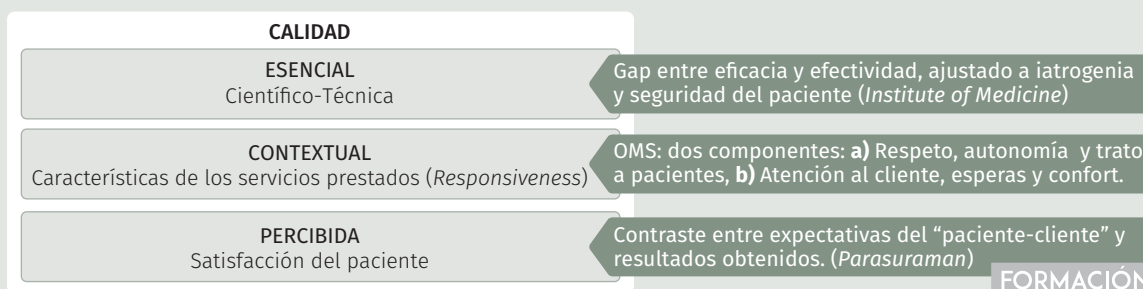 CALIDAD
ESENCIAL
Científico-Técnica
Gap entre eficacia y efectividad, ajustado a iatrogenia
y seguridad del paciente (Institute of Medicine)
CONTEXTUAL
Características de los servicios prestados (Responsiveness)
OMS: dos componentes: a) Respeto, autonomía y trato
a pacientes, b) Atención al cliente, esperas y confort.
PERCIBIDA
Satisfacción del paciente
Contraste entre expectativas del “paciente-cliente” y
resultados obtenidos. (Parasuraman)
FORMACIÓN